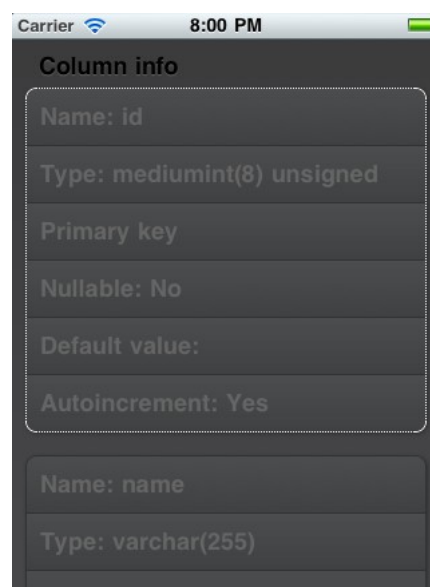 Carrier 8:00 PM
Column info
Name: id
Type: mediumint(8) unsigned
Primary key
Nullable: No
Default value:
Autoincrement: Yes
Name: name
Type: varchar(255)